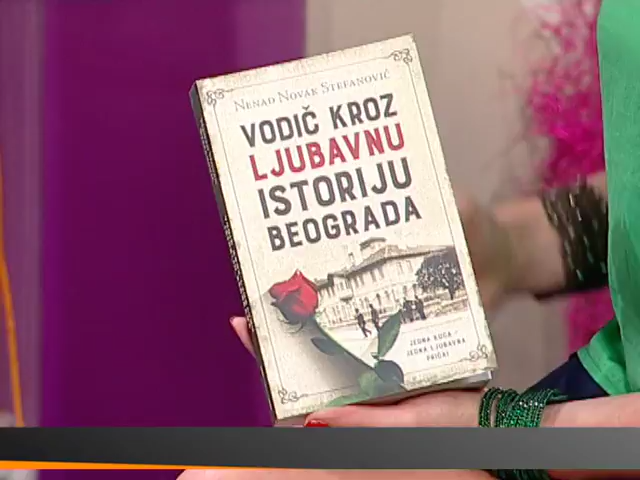 NENAD NOVAK STEFANOVIĆ
VODIČ KROZ
LJUBAVNU
ISTORIJU
BEOGRADA
JEDNA KUĆA -
JEDNA LJUBAVNA
PRIČA!